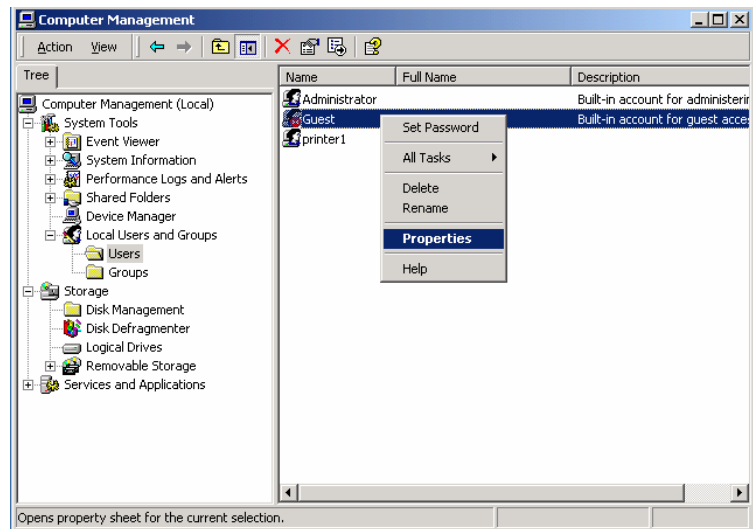 Computer Management
Action View
Tree
Name Full Name Description
Computer Management (Local)
System Tools
Event Viewer
System Information
Performance Logs and Alerts
Shared Folders
Device Manager
Local Users and Groups
Users
Groups
Storage
Disk Management
Disk Defragmenter
Logical Drives
Removable Storage
Services and Applications
Administrator Built-in account for administerin
Guest Built-in account for guest acces
printer1
Set Password
All Tasks
Delete
Rename
Properties
Help
Opens property sheet for the current selection.